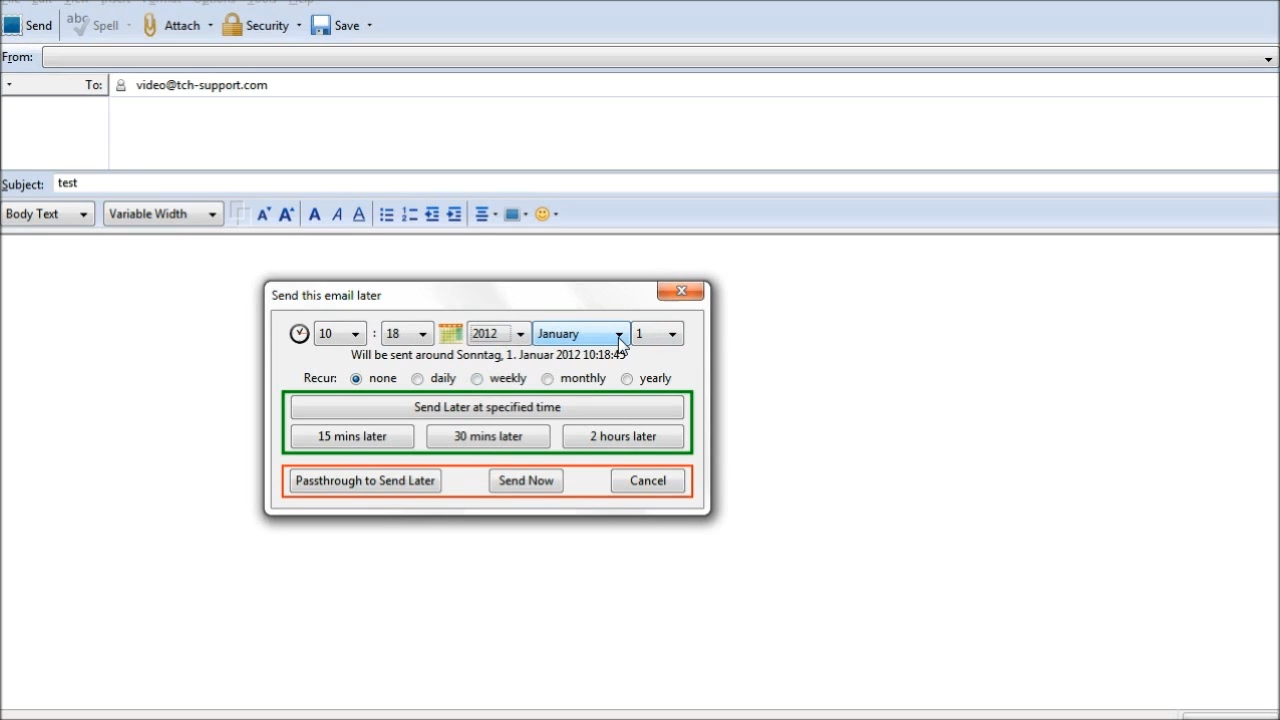 Send Spell Attach Security Save
From:
To: video@tch-support.com
Subject: test
Body Text Variable Width
Send this email later
10 : 18 2012 January 1
Will be sent around Sonntag, 1. Januar 2012 10:18:45
Recur: none daily weekly monthly yearly
Send Later at specified time
15 mins later 30 mins later 2 hours later
Passthrough to Send Later Send Now Cancel